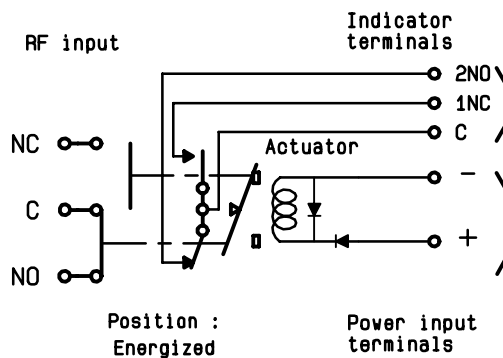 RF input
Indicator
terminals
2NO
1NC
C
NC
Actuator
-
C
+
NO
Position :
Energized
Power input
terminals